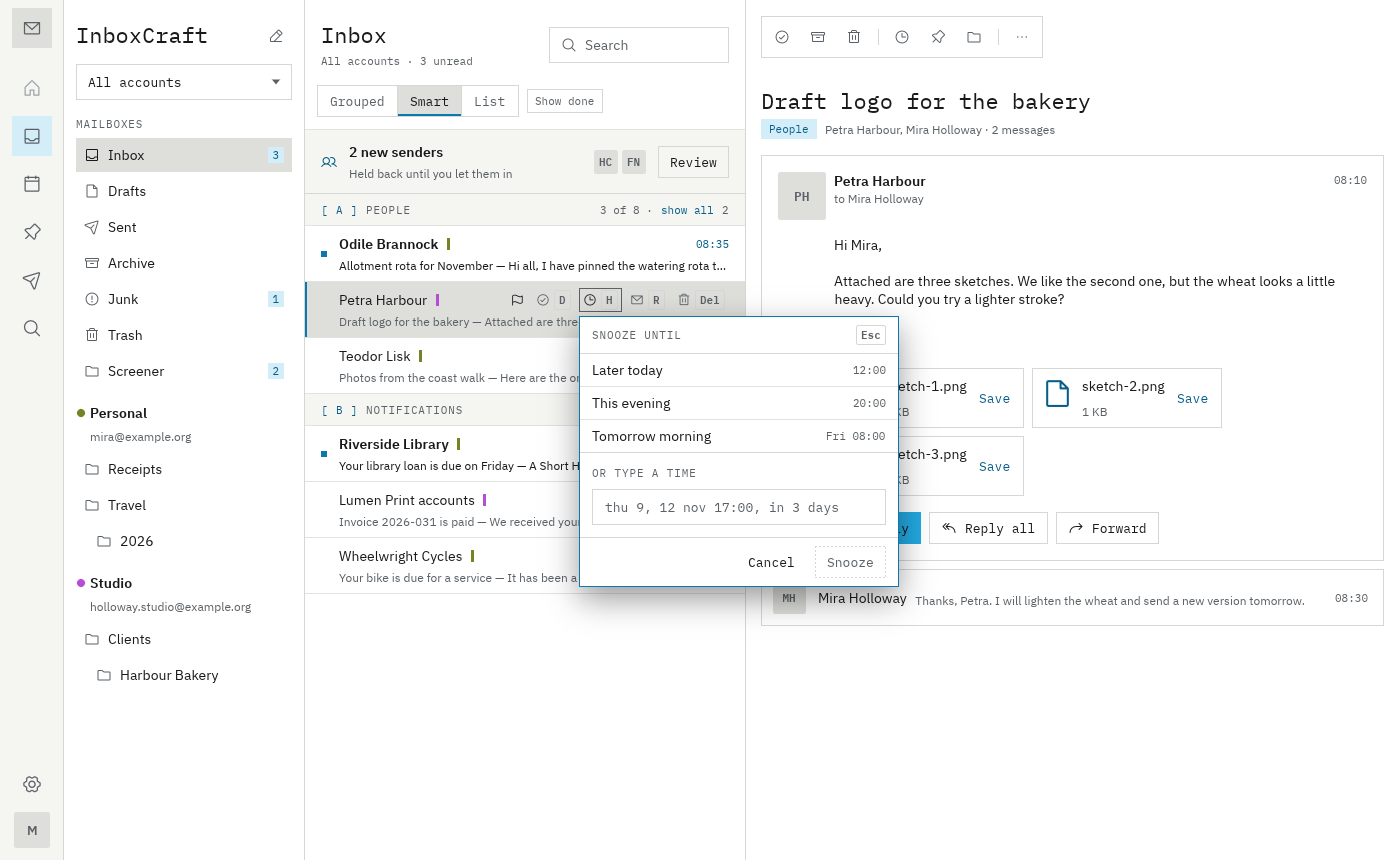 InboxCraft
All accounts
MAILBOXES
Inbox 3
Drafts
Sent
Archive
Junk 1
Trash
Screener 2
Personal
mira@example.org
Receipts
Travel
2026
Studio
holloway.studio@example.org
Clients
Harbour Bakery
M
Inbox
All accounts · 3 unread
Search
Grouped Smart List Show done
2 new senders
Held back until you let them in
HC FN Review
[ A ] PEOPLE 3 of 8 · show all 2
Odile Brannock 08:35
Allotment rota for November — Hi all, I have pinned the watering rota t…
Petra Harbour D H R Del
Draft logo for the bakery — Attached are thre
Teodor Lisk
Photos from the coast walk — Here are the o
[ B ] NOTIFICATIONS
Riverside Library
Your library loan is due on Friday — A Short H
Lumen Print accounts
Invoice 2026-031 is paid — We received your
Wheelwright Cycles
Your bike is due for a service — It has been a
SNOOZE UNTIL Esc
Later today 12:00
This evening 20:00
Tomorrow morning Fri 08:00
OR TYPE A TIME
thu 9, 12 nov 17:00, in 3 days
Cancel Snooze
Draft logo for the bakery
People Petra Harbour, Mira Holloway · 2 messages
PH
Petra Harbour 08:10
to Mira Holloway
Hi Mira,
Attached are three sketches. We like the second one, but the wheat looks a little
heavy. Could you try a lighter stroke?
etch-1.png Save
KB
sketch-2.png Save
1 KB
etch-3.png Save
KB
ly Reply all Forward
MH Mira Holloway Thanks, Petra. I will lighten the wheat and send a new version tomorrow. 08:30